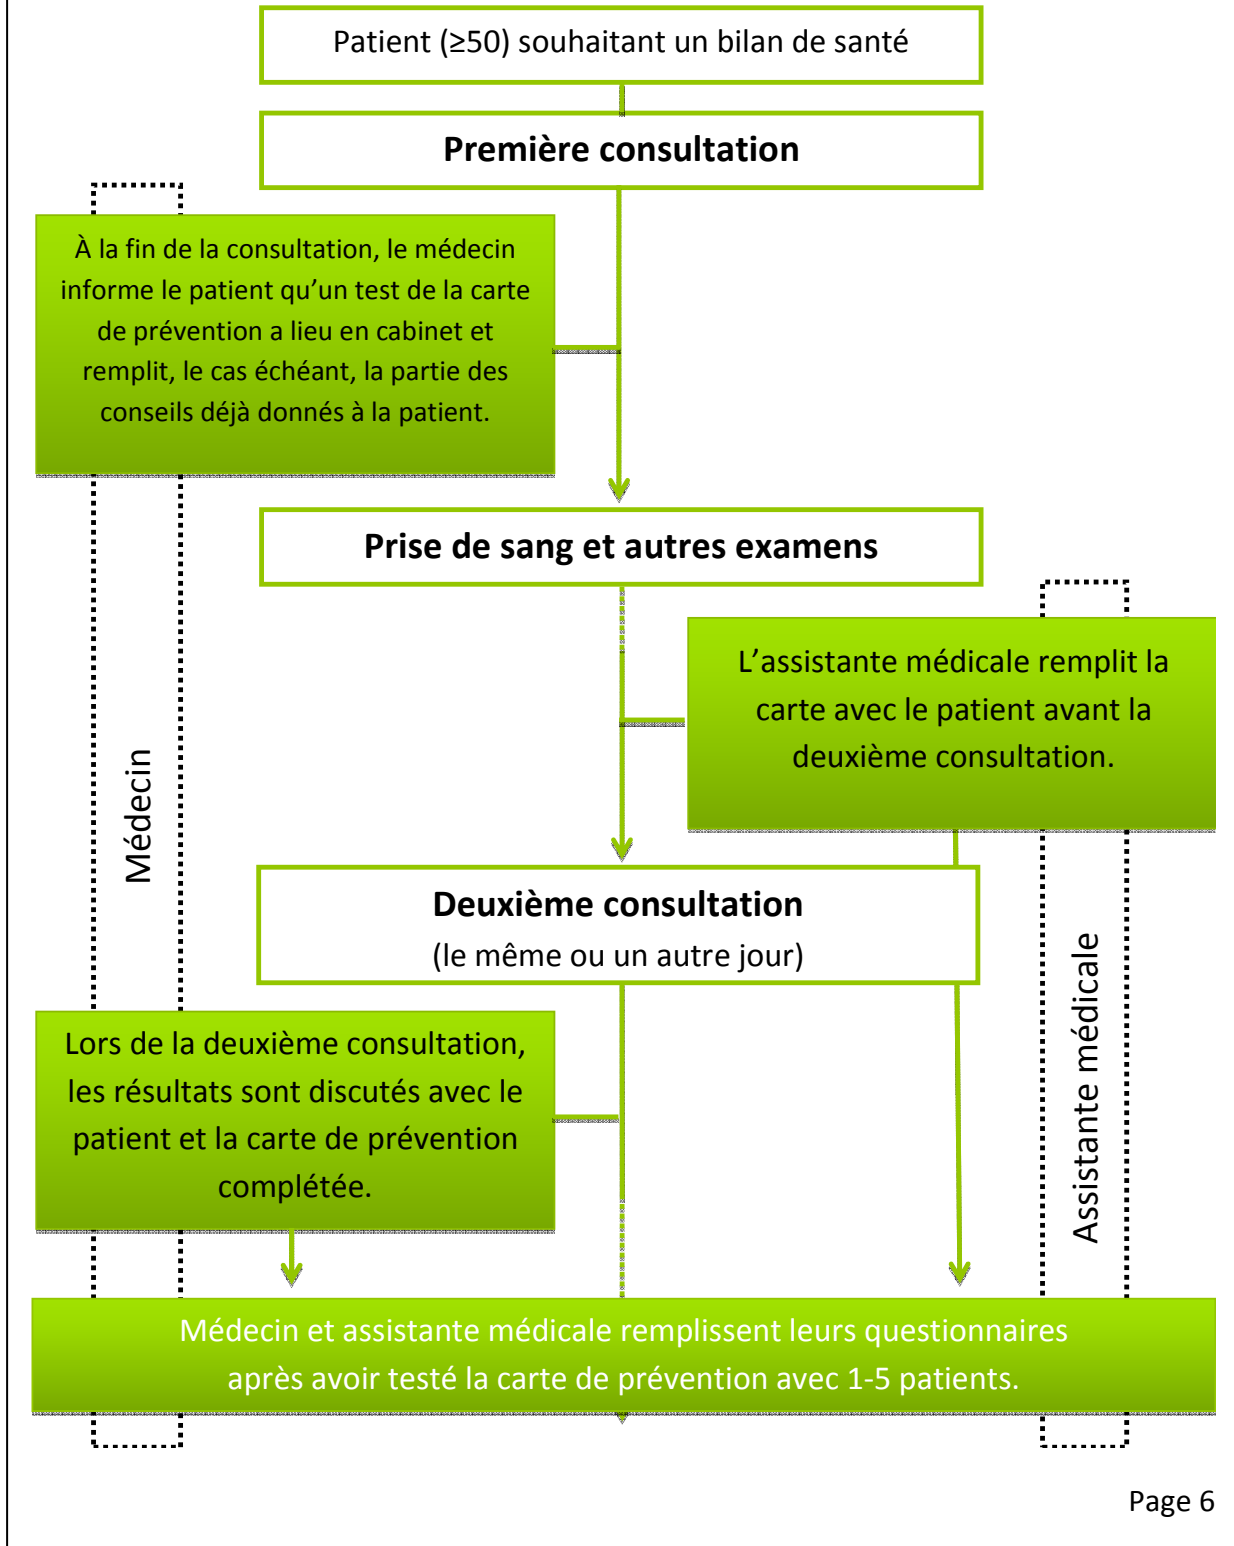 Patient (≥50) souhaitant un bilan de santé
Première consultation
À la fin de la consultation, le médecin
informe le patient qu’un test de la carte
de prévention a lieu en cabinet et
remplit, le cas échéant, la partie des
conseils déjà donnés à la patient.
Prise de sang et autres examens
L’assistante médicale remplit la
carte avec le patient avant la
deuxième consultation.
Médecin
Deuxième consultation
(le même ou un autre jour)
Assistante médicale
Lors de la deuxième consultation,
les résultats sont discutés avec le
patient et la carte de prévention
complétée.
Médecin et assistante médicale remplissent leurs questionnaires
après avoir testé la carte de prévention avec 1-5 patients.
Page 6